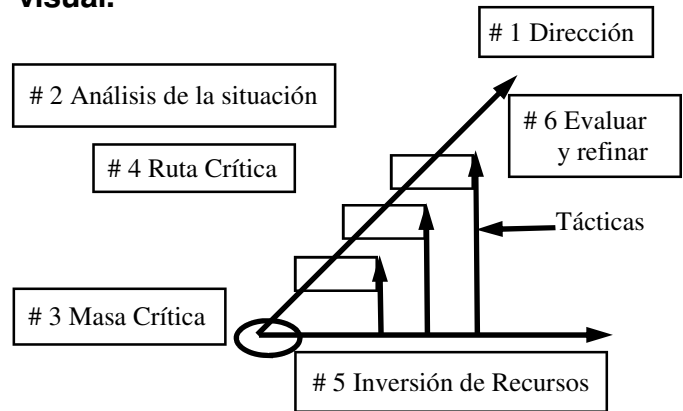 visual.
# 1 Dirección
# 2 Análisis de la situación
# 6 Evaluar
y refinar
# 4 Ruta Crítica
Tácticas
# 3 Masa Crítica
# 5 Inversión de Recursos